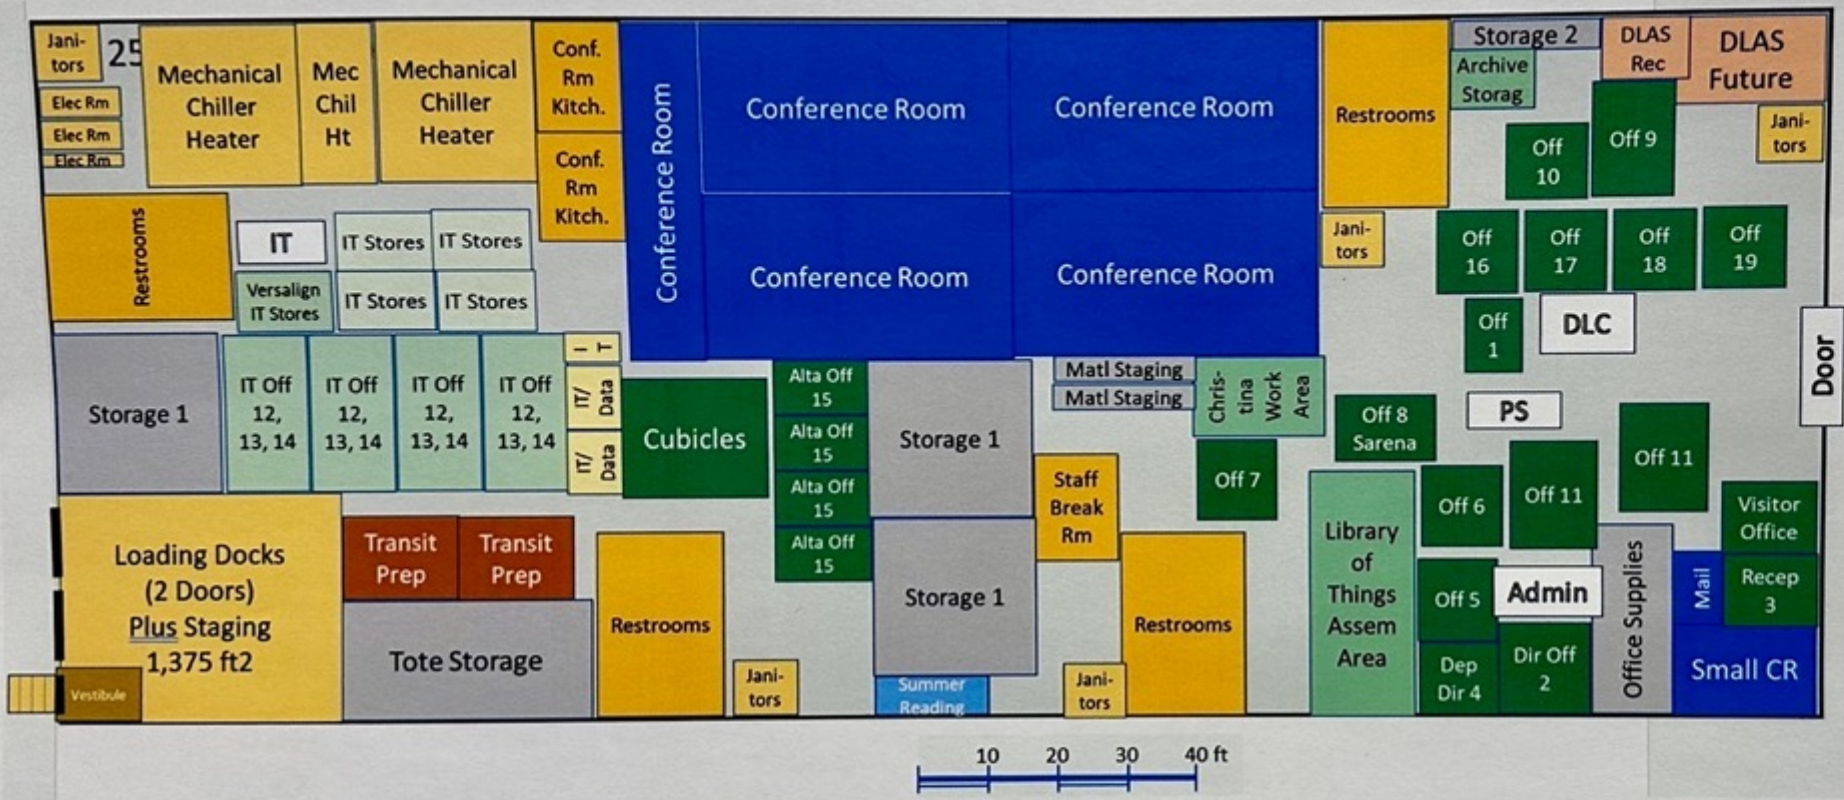 Jani-
tors
25
Mechanical
Chiller
Heater
Mec
Chil
Ht
Mechanical
Chiller
Heater
Conf.
Rm
Kitch.
Elec Rm
Elec Rm
Elec Rm
Conf.
Rm
Kitch.
Conference Room
Conference Room
Conference Room
Conference Room
Conference Room
Restrooms
Storage 2
Archive
Storag
DLAS
Rec
DLAS
Future
Off
10
Off 9
Jani-
tors
Restrooms
IT
IT Stores
IT Stores
Versalign
IT Stores
IT Stores
IT Stores
Jani-
tors
Off
16
Off
17
Off
18
Off
19
Off
1
DLC
Door
Storage 1
IT Off
12,
13, 14
IT Off
12,
13, 14
IT Off
12,
13, 14
IT Off
12,
13, 14
I
T
IT/
Data
IT/
Data
Cubicles
Alta Off
15
Alta Off
15
Alta Off
15
Alta Off
15
Storage 1
Matl Staging
Matl Staging
Chris-
tina
Work
Area
Off 8
Sarena
PS
Off 11
Staff
Break
Rm
Off 7
Off 6
Off 11
Visitor
Office
Loading Docks
(2 Doors)
Plus Staging
1,375 ft2
Vestibule
Transit
Prep
Transit
Prep
Tote Storage
Restrooms
Jani-
tors
Storage 1
Summer
Reading
Jani-
tors
Restrooms
Library
of
Things
Assem
Area
Off 5
Admin
Dep
Dir 4
Dir Off
2
Office Supplies
Mail
Recep
3
Small CR
10 20 30 40 ft